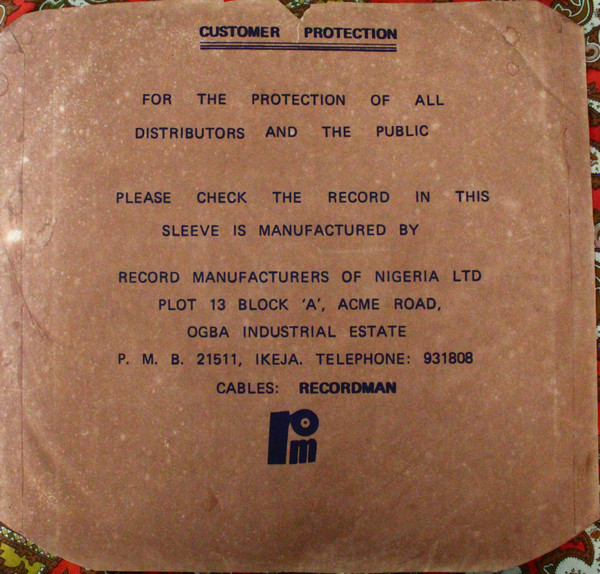 CUSTOMER PROTECTION
FOR THE PROTECTION OF ALL
DISTRIBUTORS AND THE PUBLIC
PLEASE CHECK THE RECORD IN THIS
SLEEVE IS MANUFACTURED BY
RECORD MANUFACTURERS OF NIGERIA LTD
PLOT 13 BLOCK 'A', ACME ROAD,
OGBA INDUSTRIAL ESTATE
P. M. B. 21511, IKEJA. TELEPHONE: 931808
CABLES: RECORDMAN
rom